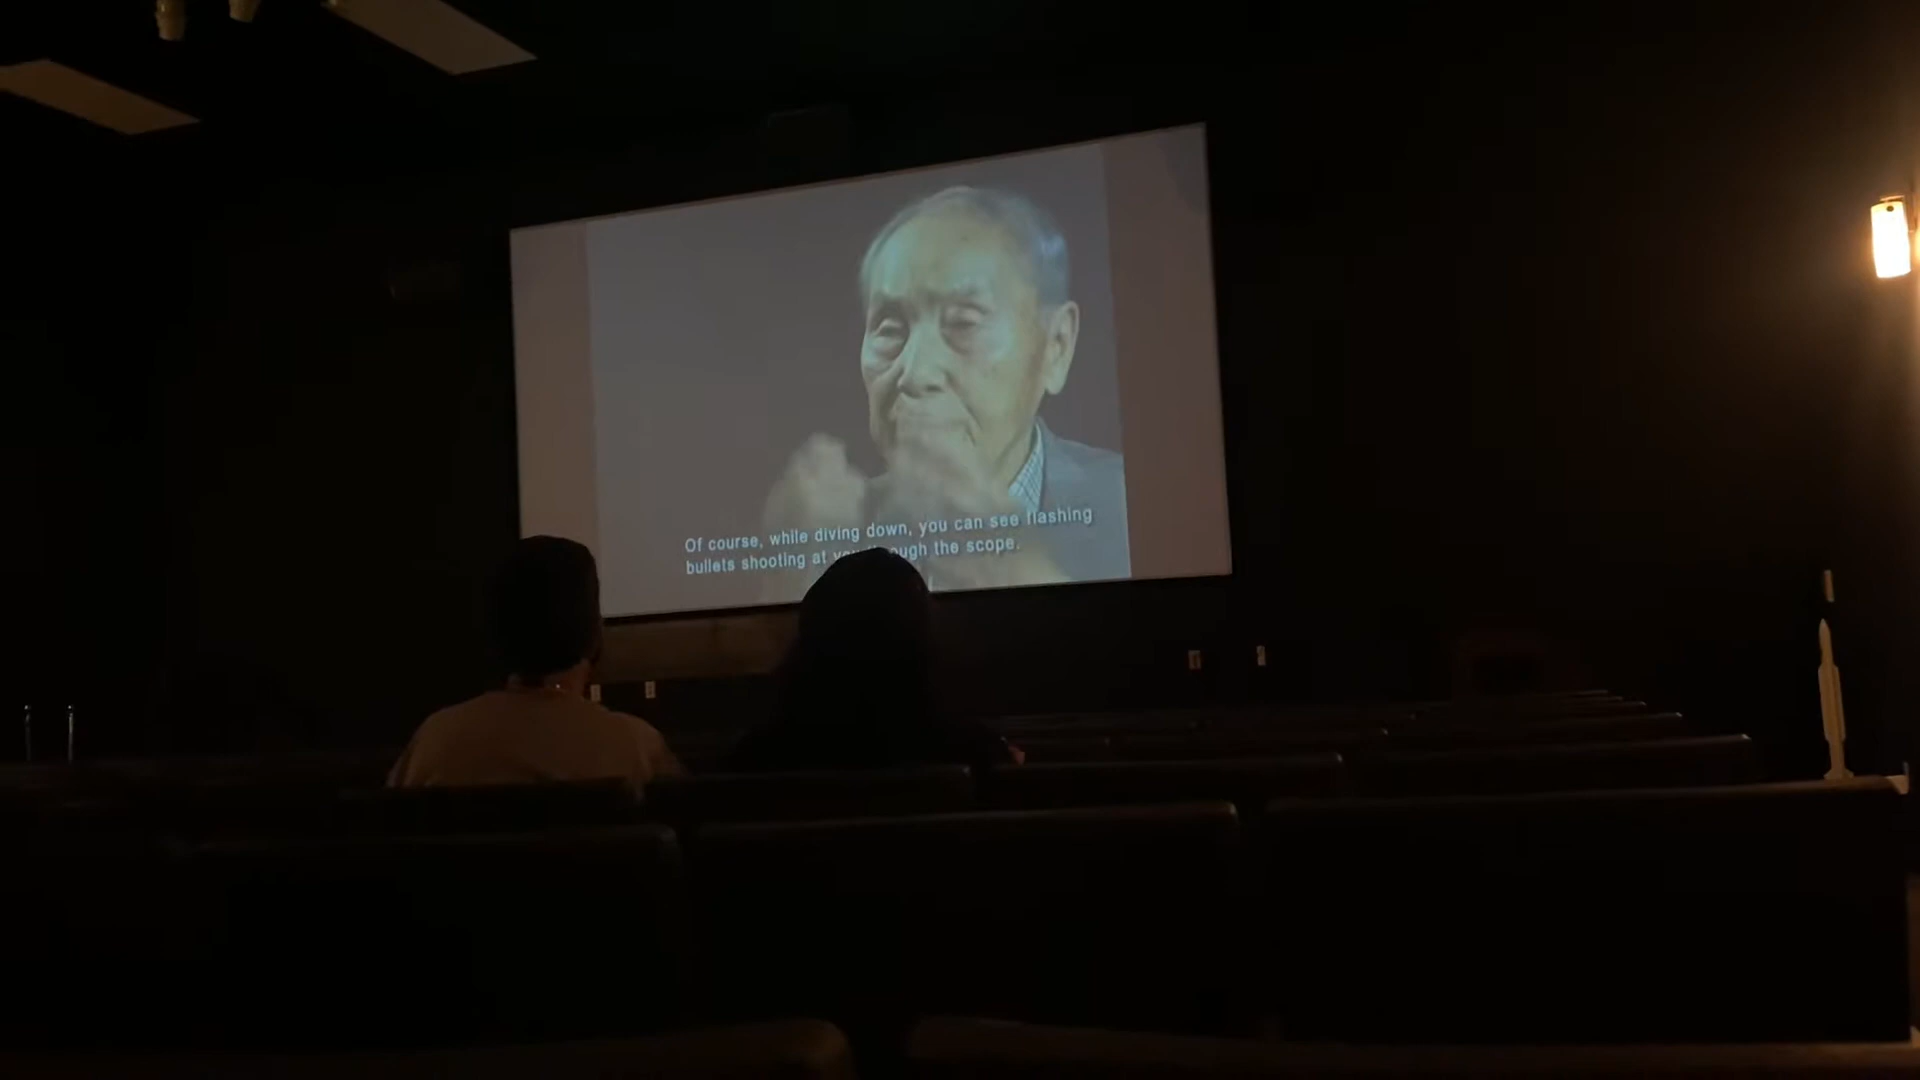 Of course, while diving down, you can see flashing
bullets shooting at the scope.